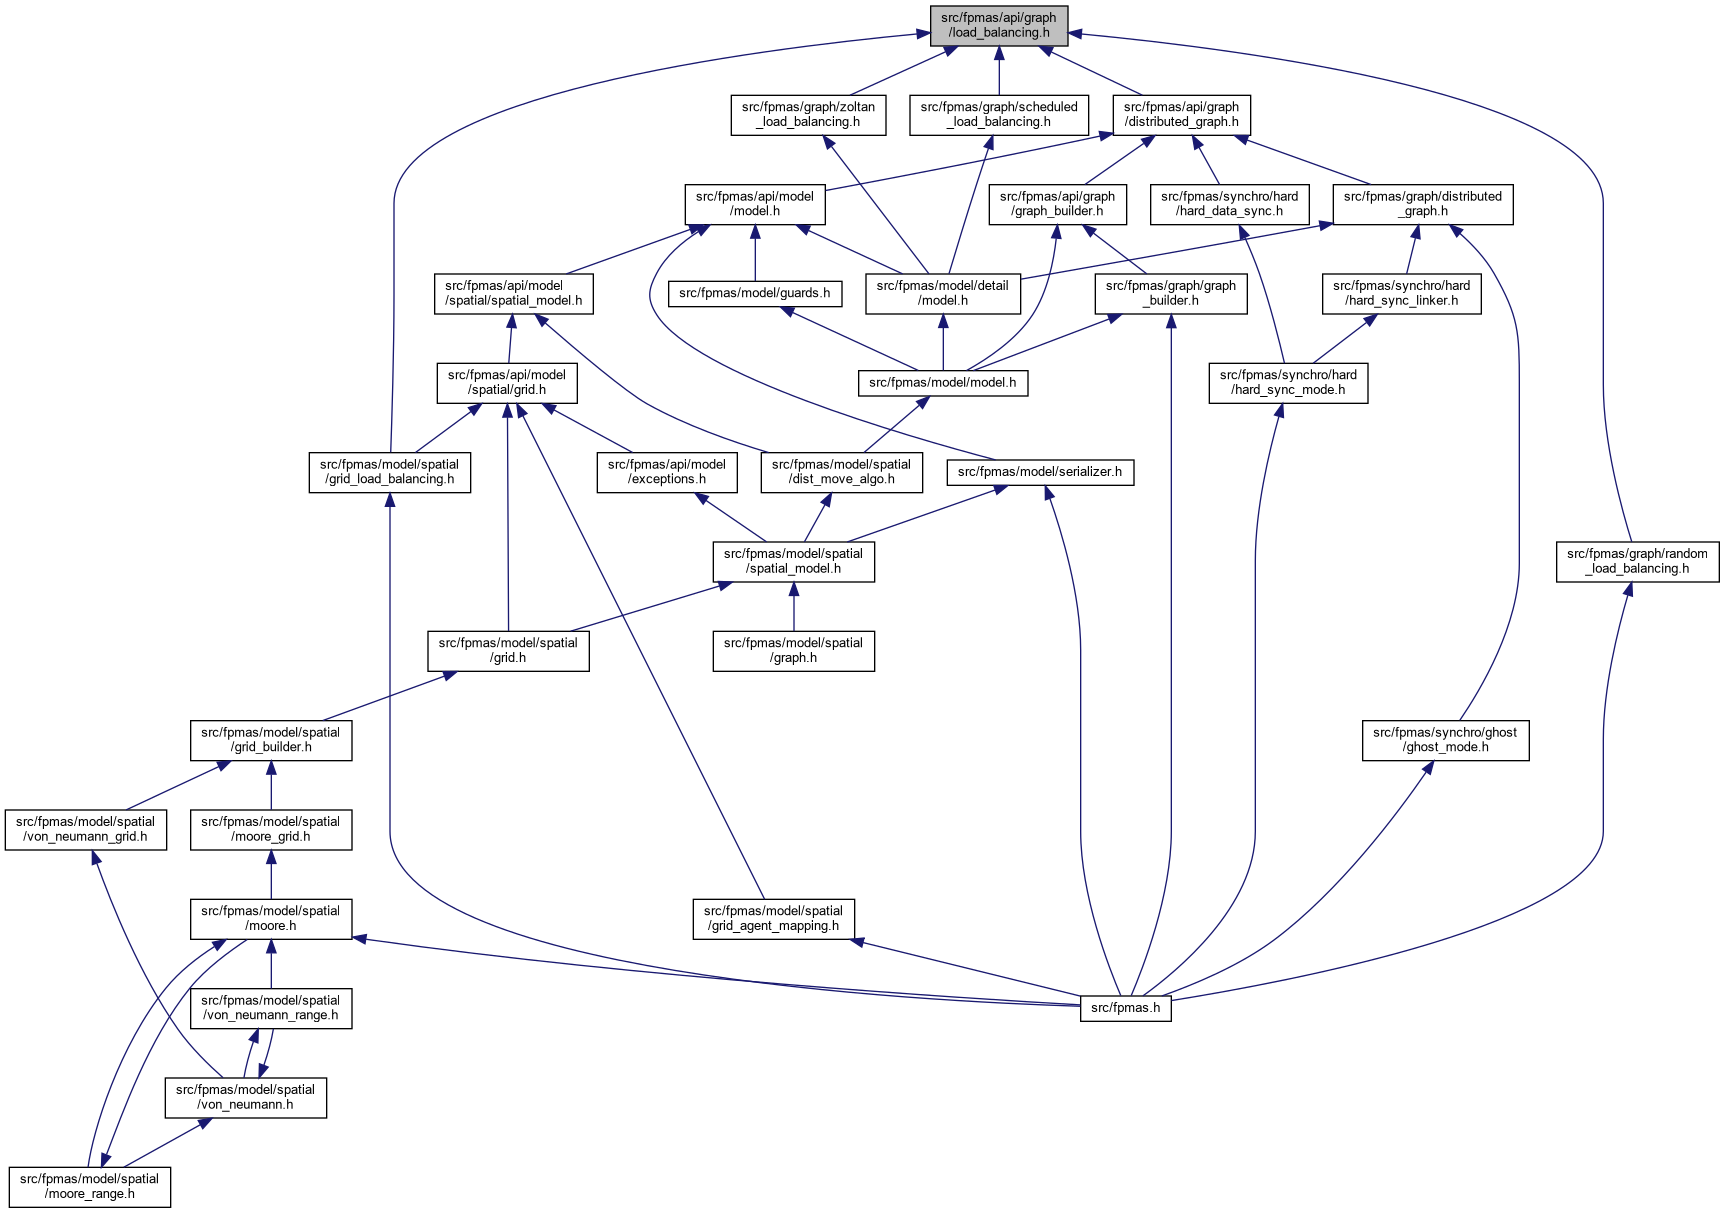 src/fpmas/api/graph
/load_balancing.h
src/fpmas/graph/zoltan
_load_balancing.h
src/fpmas/graph/scheduled
_load_balancing.h
src/fpmas/api/graph
/distributed_graph.h
src/fpmas/api/model
/model.h
src/fpmas/api/graph
/graph_builder.h
src/fpmas/synchro/hard
/hard_data_sync.h
src/fpmas/graph/distributed
_graph.h
src/fpmas/api/model
/spatial/spatial_model.h
src/fpmas/model/guards.h
src/fpmas/model/detail
/model.h
src/fpmas/graph/graph
_builder.h
src/fpmas/synchro/hard
/hard_sync_linker.h
src/fpmas/api/model
/spatial/grid.h
src/fpmas/model/model.h
src/fpmas/synchro/hard
/hard_sync_mode.h
src/fpmas/model/spatial
/grid_load_balancing.h
src/fpmas/api/model
/exceptions.h
src/fpmas/model/spatial
/dist_move_algo.h
src/fpmas/model/serializer.h
src/fpmas/model/spatial
/spatial_model.h
src/fpmas/graph/random
_load_balancing.h
src/fpmas/model/spatial
/grid.h
src/fpmas/model/spatial
/graph.h
src/fpmas/model/spatial
/grid_builder.h
src/fpmas/synchro/ghost
/ghost_mode.h
src/fpmas/model/spatial
/von_neumann_grid.h
src/fpmas/model/spatial
/moore_grid.h
src/fpmas/model/spatial
/moore.h
src/fpmas/model/spatial
/grid_agent_mapping.h
src/fpmas/model/spatial
/von_neumann_range.h
src/fpmas.h
src/fpmas/model/spatial
/von_neumann.h
src/fpmas/model/spatial
/moore_range.h